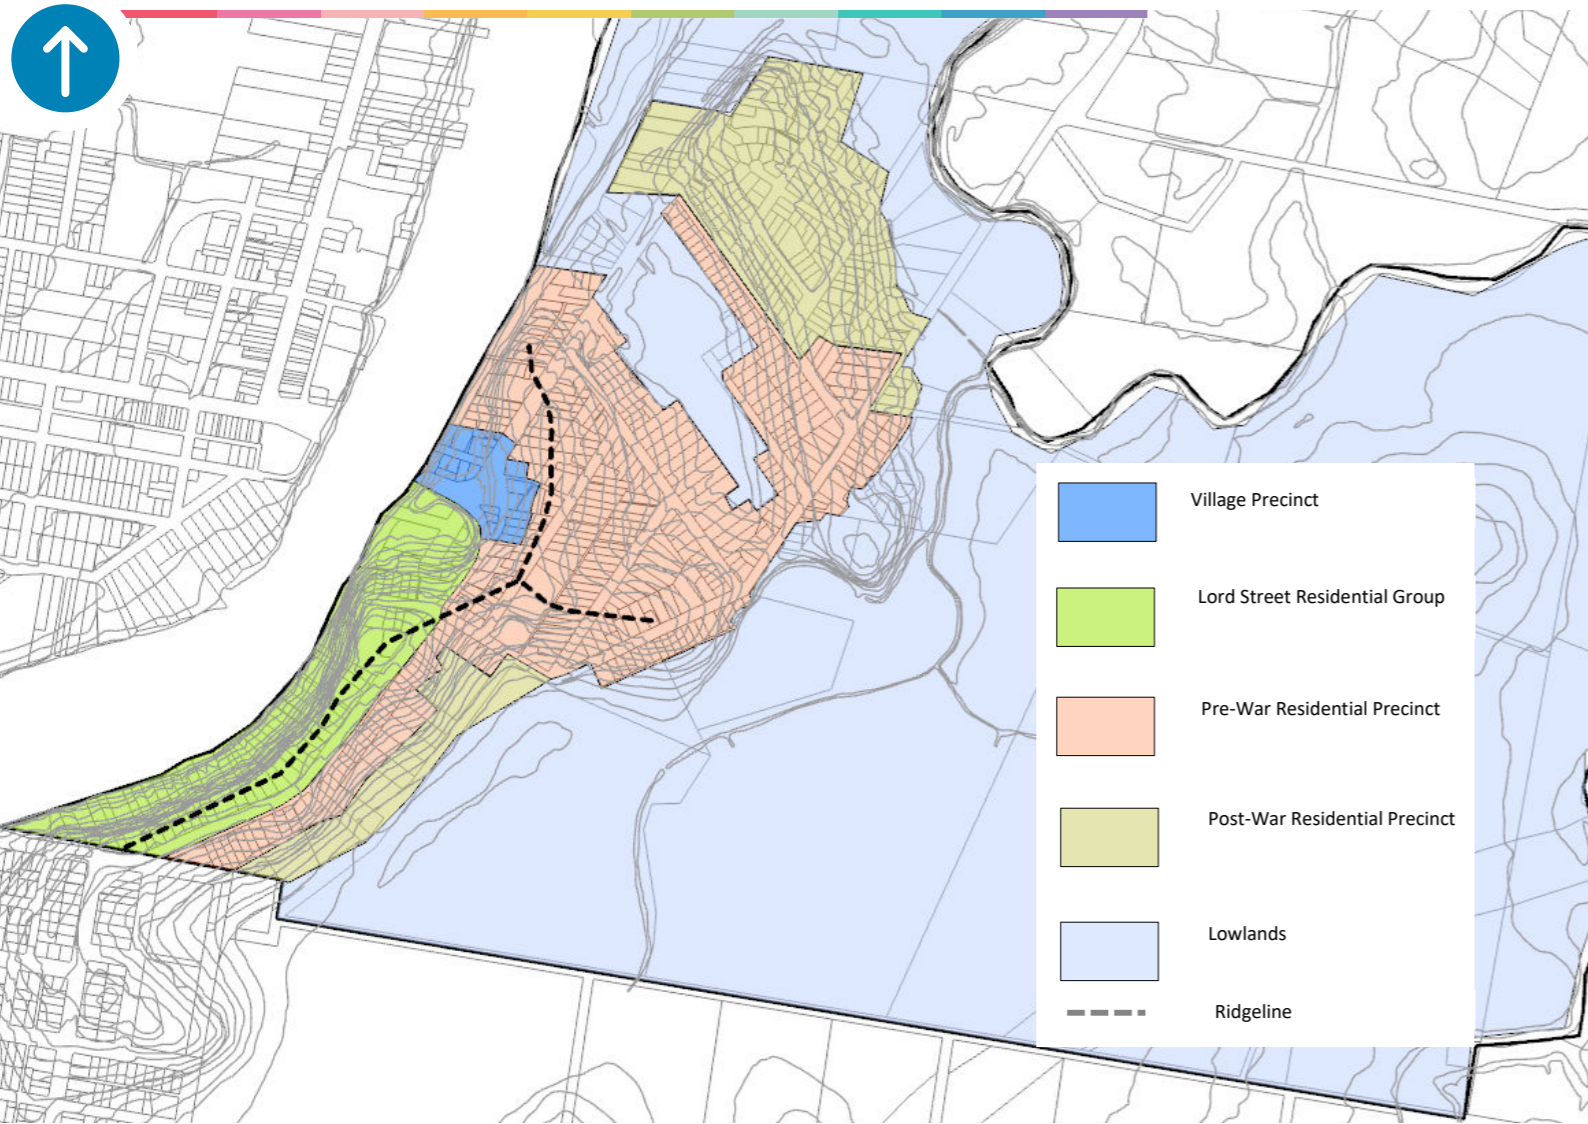 Village Precinct
Lord Street Residential Group
Pre-War Residential Precinct
Post-War Residential Precinct
Lowlands
Ridgeline